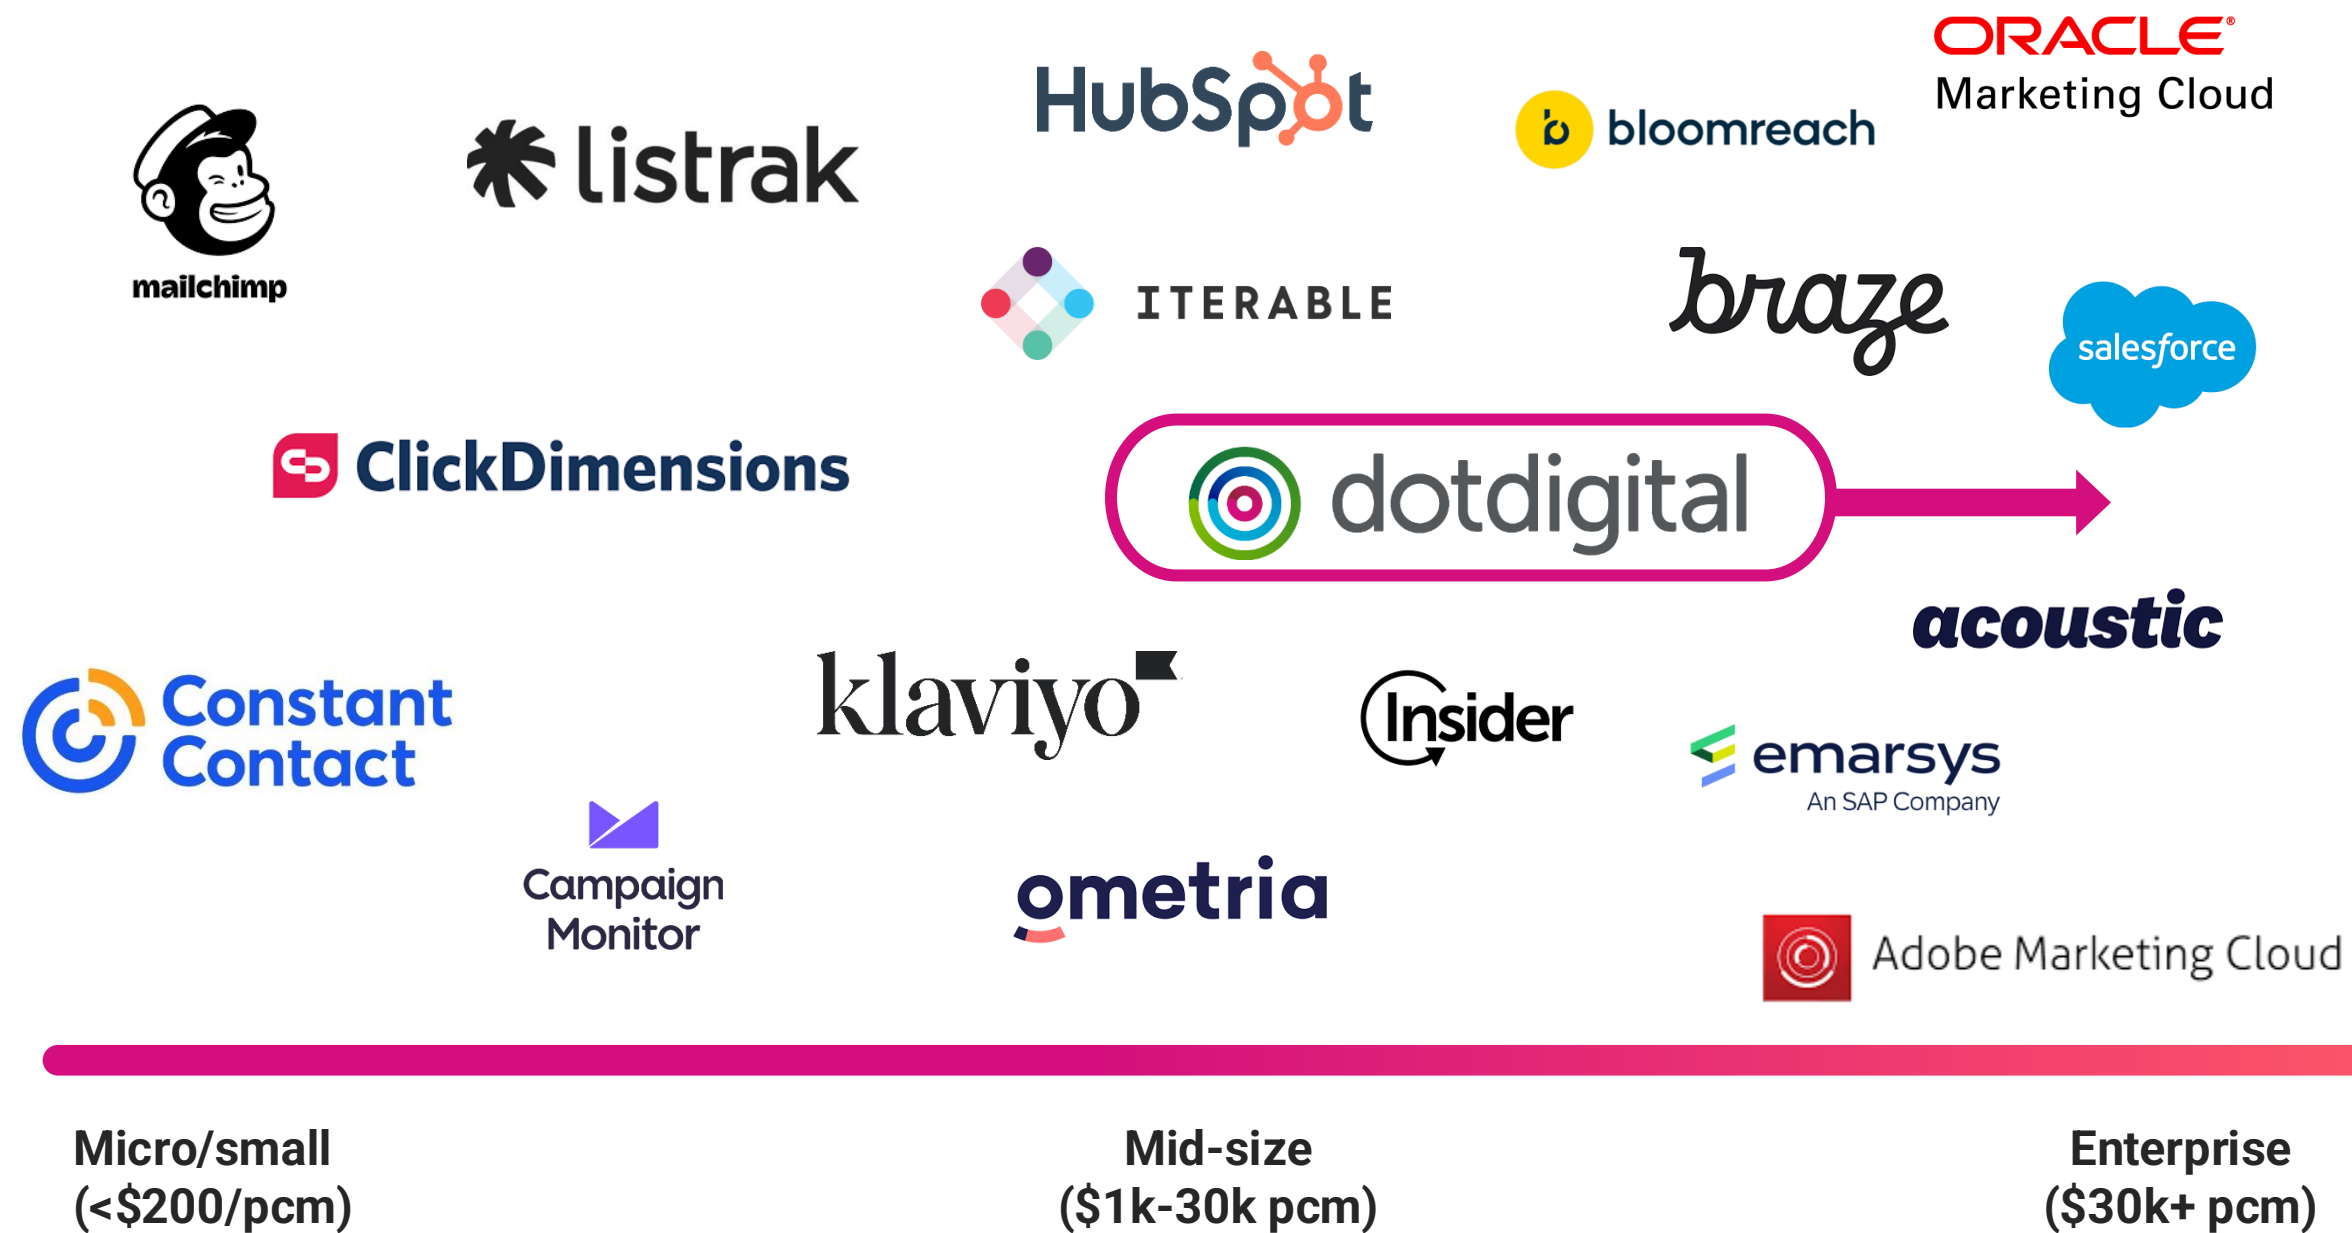 ORACLE®
Marketing Cloud
HubSpot
bloomreach
mailchimp
listrak
ITERABLE
braze
salesforce
ClickDimensions
dotdigital
acoustic
Constant
Contact
klaviyo
Insider
emarsys
An SAP Company
Campaign
Monitor
ometria
Adobe Marketing Cloud
Micro/small
(<$200/pcm)
Mid-size
($1k-30k pcm)
Enterprise
($30k+ pcm)